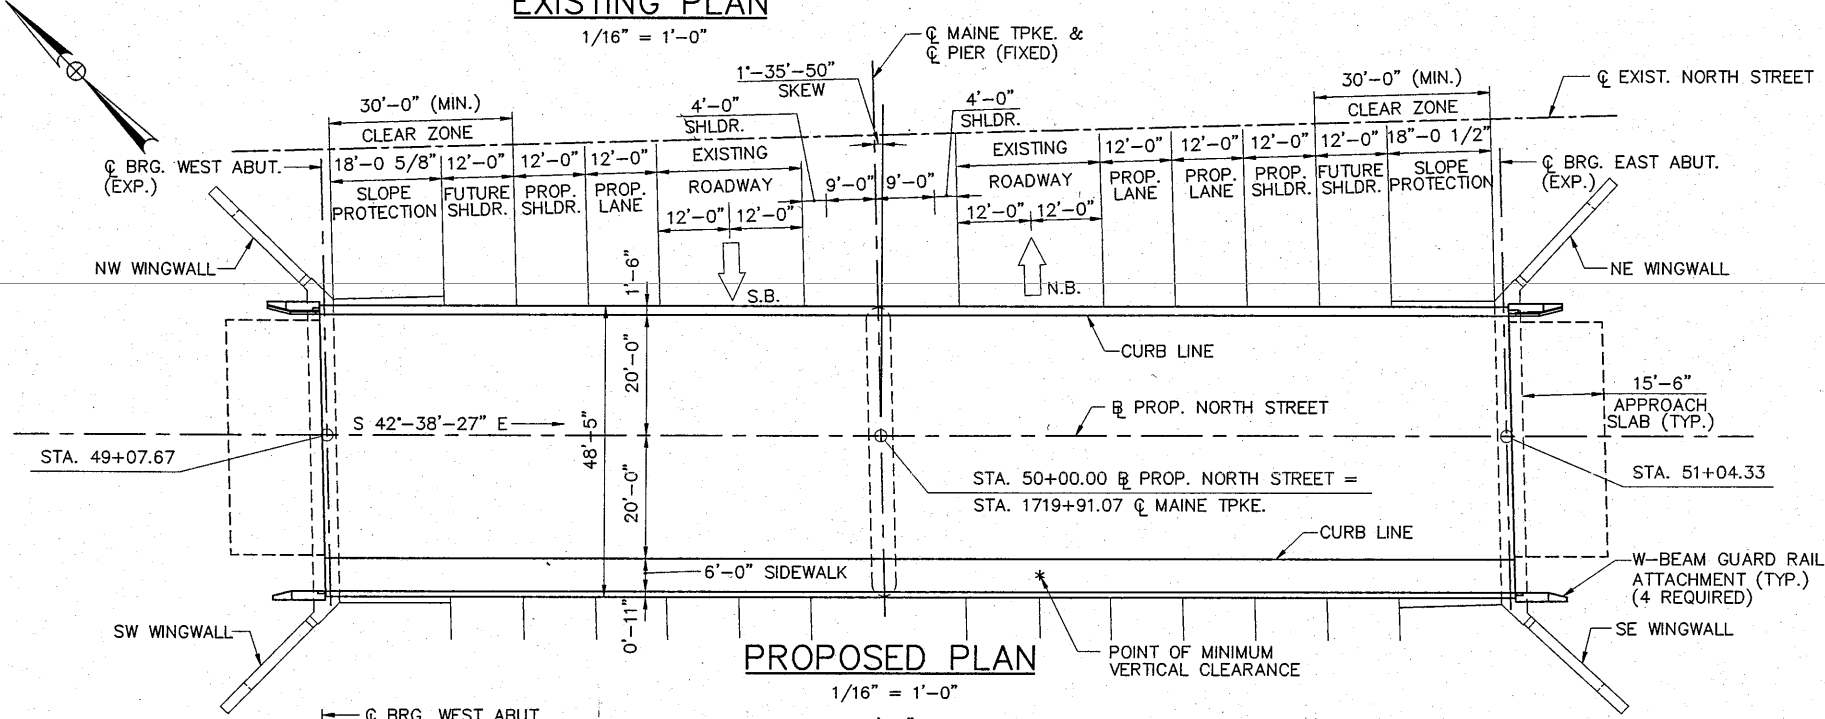 EXISTING PLAN
1/16" = 1'-0"
℄ MAINE TPKE. &
℄ PIER (FIXED)
1°-35'-50"
SKEW
30'-0" (MIN.)
CLEAR ZONE
4'-0"
SHLDR.
4'-0"
SHLDR.
30'-0" (MIN.)
CLEAR ZONE
℄ EXIST. NORTH STREET
℄ BRG. WEST ABUT.
(EXP.)
18'-0 5/8"
SLOPE
PROTECTION
12'-0"
FUTURE
SHLDR.
12'-0"
PROP.
SHLDR.
12'-0"
PROP.
LANE
EXISTING
ROADWAY
12'-0" 12'-0"
9'-0" 9'-0"
EXISTING
ROADWAY
12'-0" 12'-0"
12'-0"
PROP.
LANE
12'-0"
PROP.
LANE
12'-0"
PROP.
SHLDR.
12'-0"
FUTURE
SHLDR.
18"-0 1/2"
SLOPE
PROTECTION
℄ BRG. EAST ABUT.
(EXP.)
NW WINGWALL
1'-6"
S.B.
N.B.
NE WINGWALL
CURB LINE
20'-0"
15'-6"
APPROACH
SLAB (TYP.)
S 42°-38'-27" E
48'-5"
B̲L PROP. NORTH STREET
STA. 49+07.67
20'-0"
STA. 50+00.00 B̲L PROP. NORTH STREET =
STA. 1719+91.07 ℄ MAINE TPKE.
STA. 51+04.33
CURB LINE
6'-0" SIDEWALK
*
W-BEAM GUARD RAIL
ATTACHMENT (TYP.)
(4 REQUIRED)
SW WINGWALL
0'-11"
SE WINGWALL
POINT OF MINIMUM
VERTICAL CLEARANCE
PROPOSED PLAN
1/16" = 1'-0"
℄ BRG. WEST ABUT.